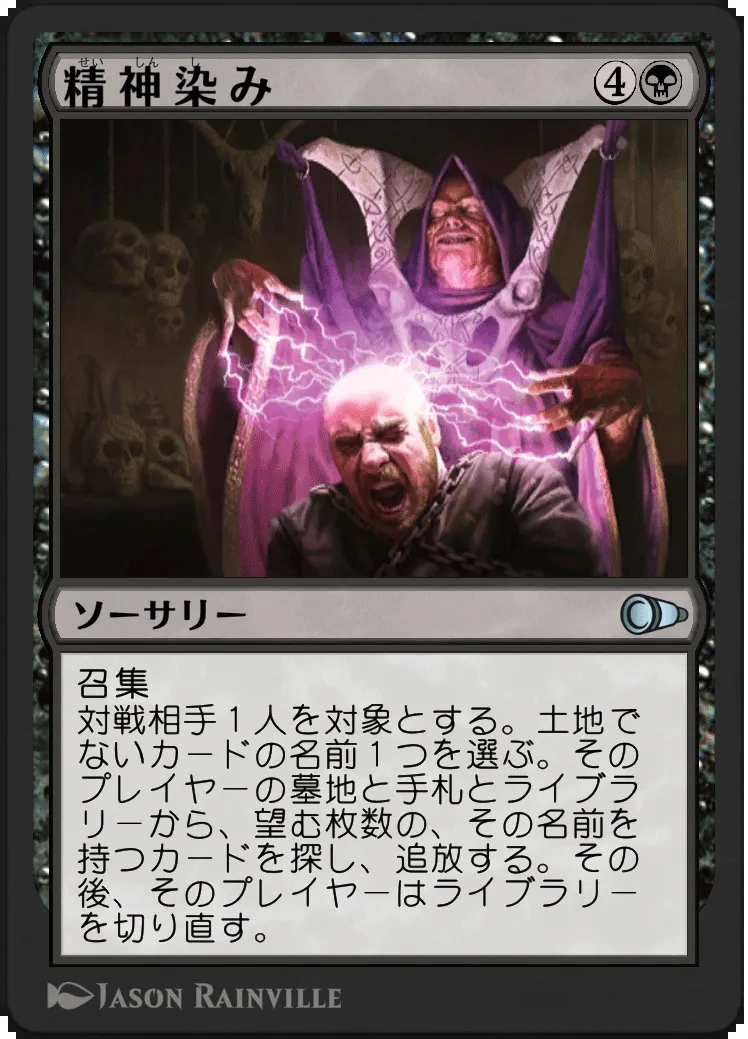 精神染み
せい しん し
4
ソーサリー
召集
対戦相手1人を対象とする。土地で
ないカードの名前1つを選ぶ。その
プレイヤーの墓地と手札とライブラ
リーから、望む枚数の、その名前を
持つカードを探し、追放する。その
後、そのプレイヤーはライブラリー
を切り直す。
JASON RAINVILLE